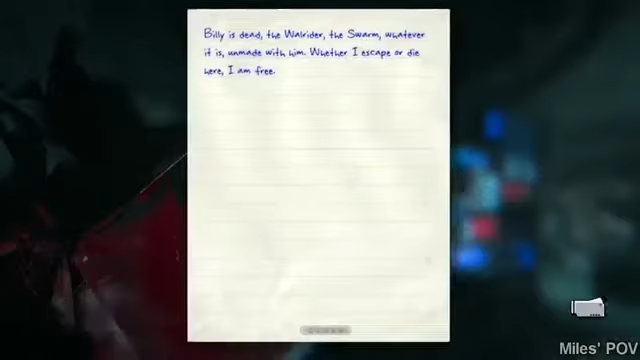 Billy is dead, the Walrider, the Swarm, whatever
it is, unmade with him. Whether I escape or die
here, I am free.
Miles' POV